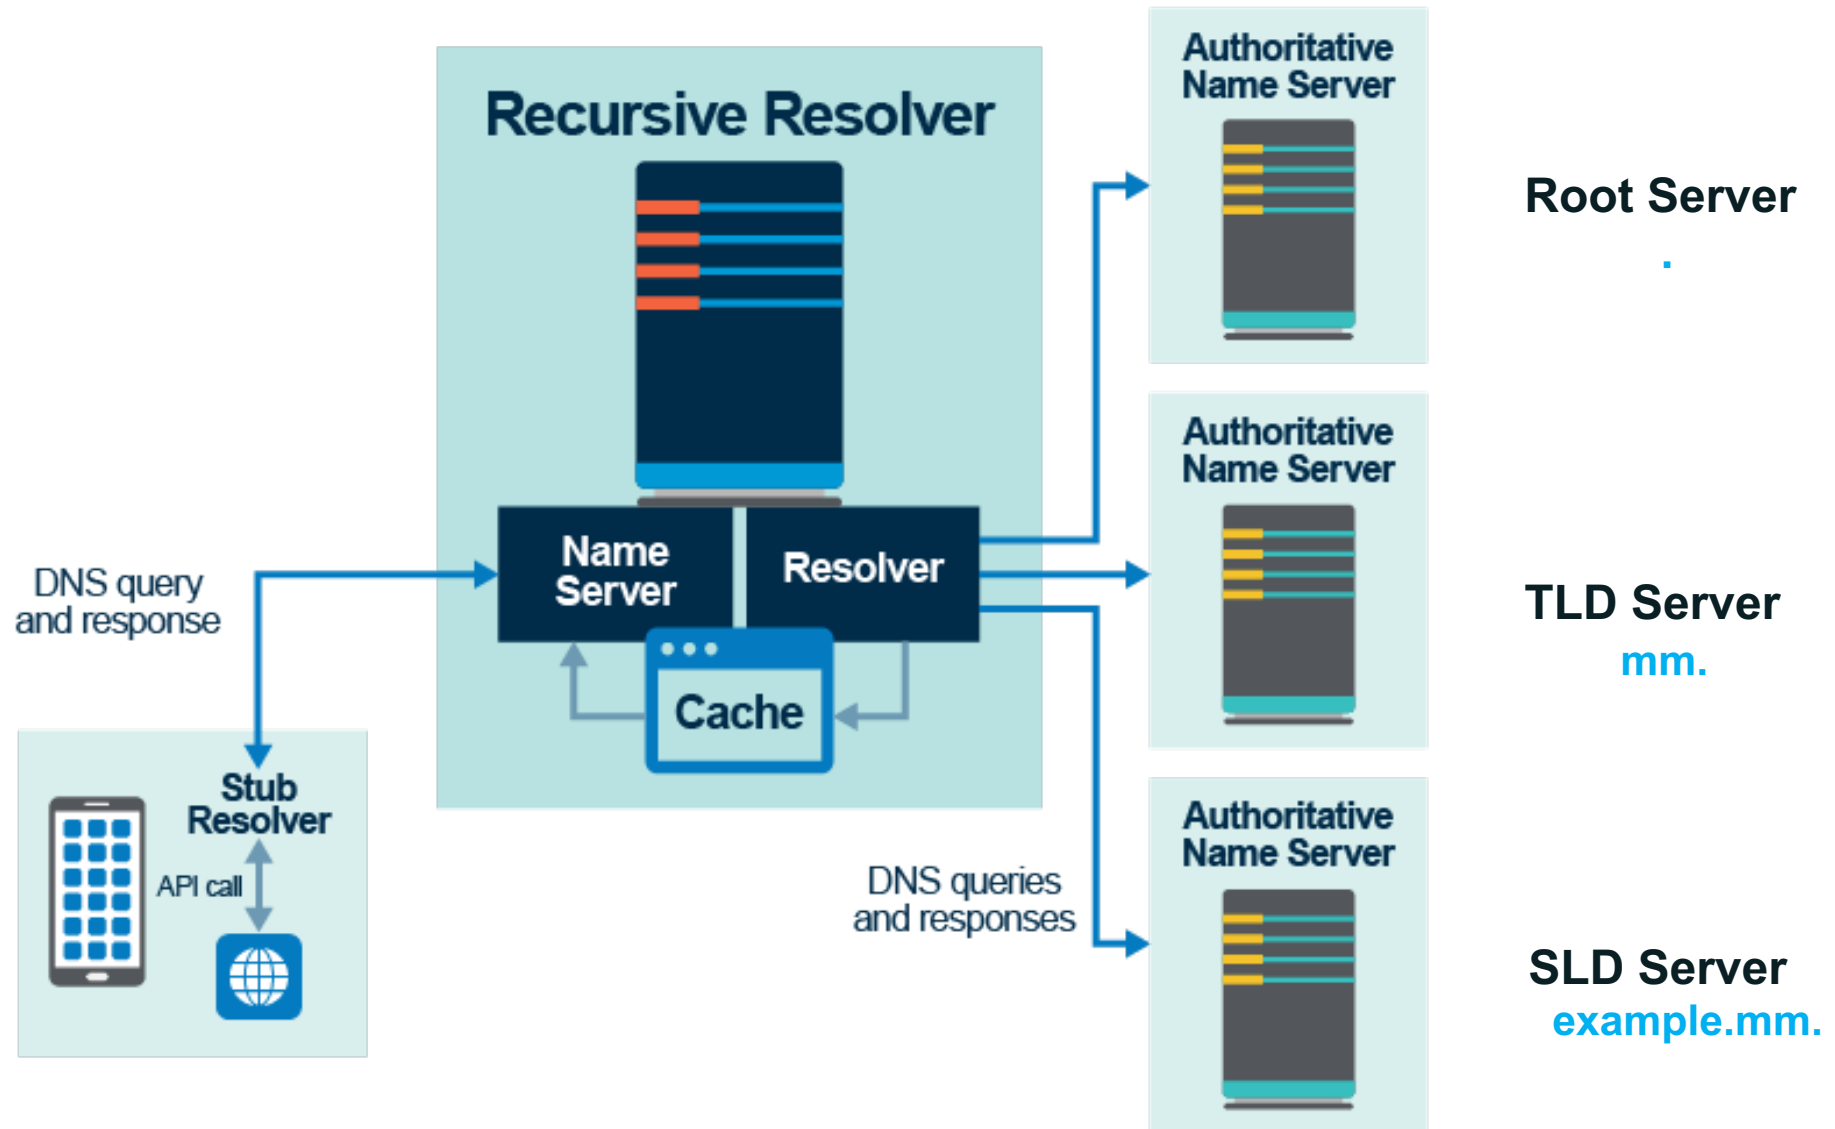 Recursive Resolver
Name
Server
Resolver
Cache
DNS query
and response
Stub
Resolver
API call
DNS queries
and responses
Authoritative
Name Server
Root Server
.
Authoritative
Name Server
TLD Server
mm.
Authoritative
Name Server
SLD Server
example.mm.